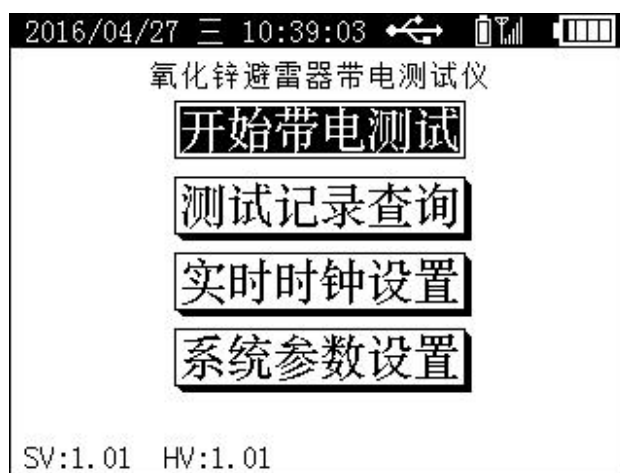 2016/04/27 三 10:39:03
氧化锌避雷器带电测试仪
开始带电测试
测试记录查询
实时时钟设置
系统参数设置
SV:1.01 HV:1.01